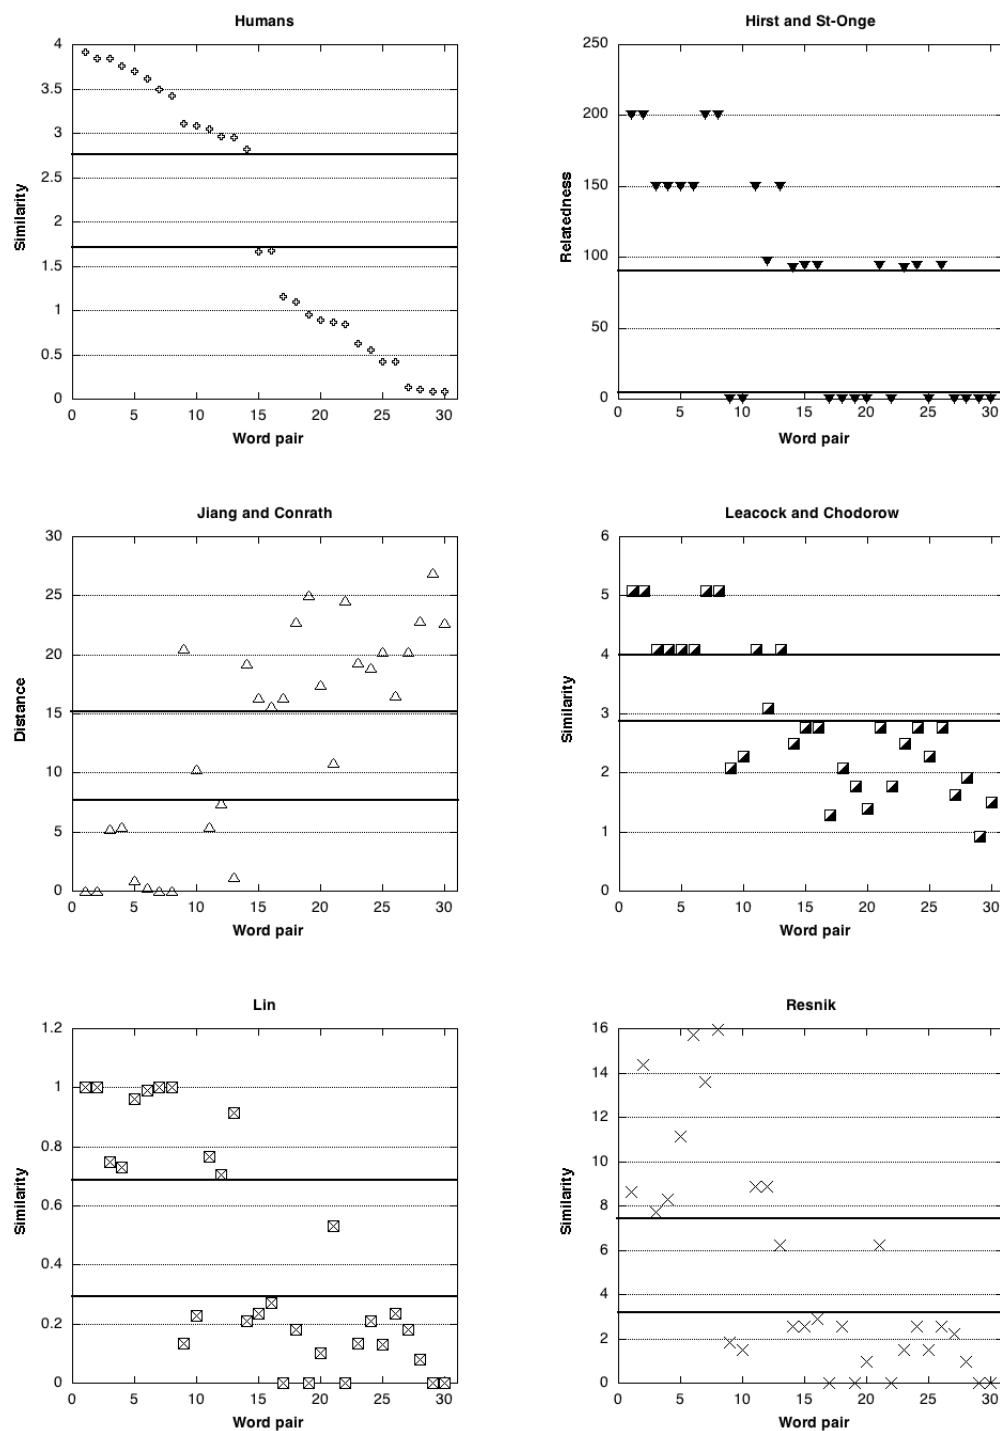 Humans
4
3.5
3
2.5
2
1.5
1
0.5
0
Similarity
0 5 10 15 20 25 30
Word pair
Hirst and St-Onge
250
200
150
100
50
0
Relatedness
0 5 10 15 20 25 30
Word pair
Jiang and Conrath
30
25
20
15
10
5
0
Distance
0 5 10 15 20 25 30
Word pair
Leacock and Chodorow
6
5
4
3
2
1
0
Similarity
0 5 10 15 20 25 30
Word pair
Lin
1.2
1
0.8
0.6
0.4
0.2
0
Similarity
0 5 10 15 20 25 30
Word pair
Resnik
16
14
12
10
8
6
4
2
0
Similarity
0 5 10 15 20 25 30
Word pair